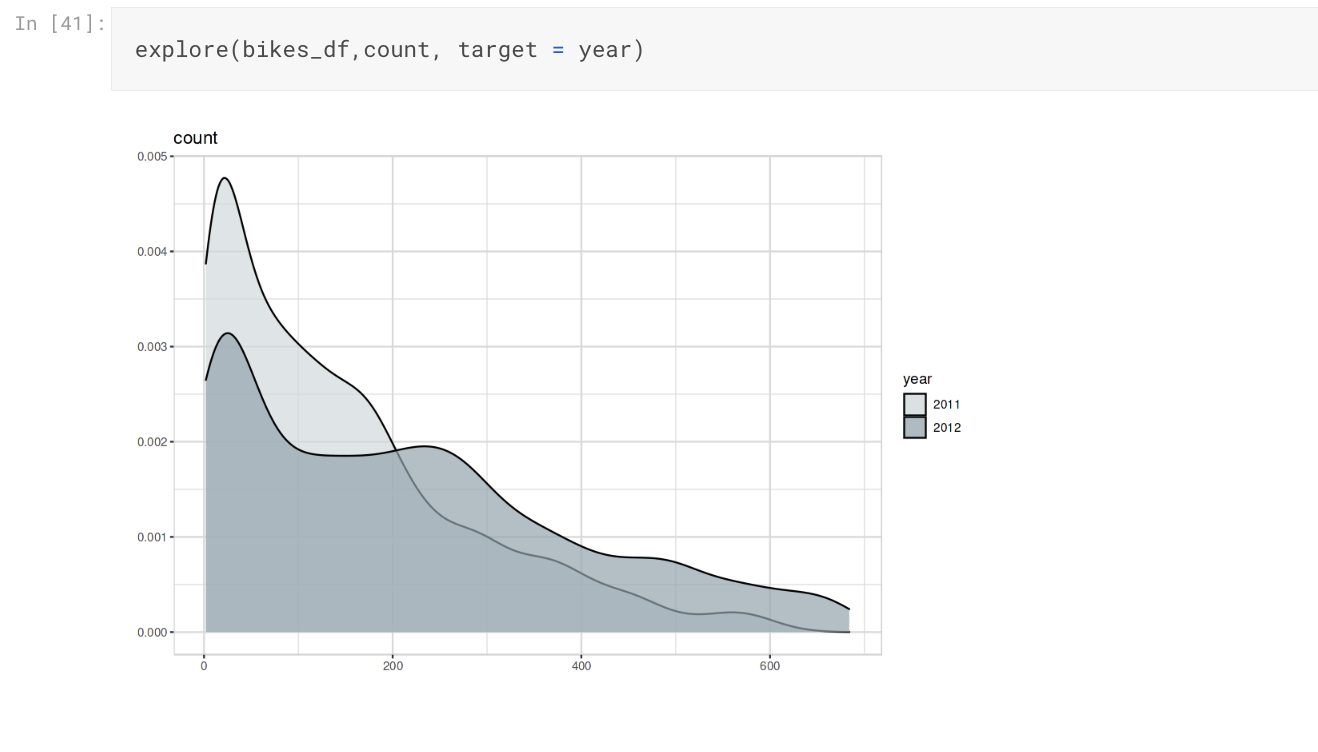 In [41]:
explore(bikes_df,count, target = year)
count
0.005
0.004
0.003
0.002
0.001
0.000
0 200 400 600
year
2011
2012